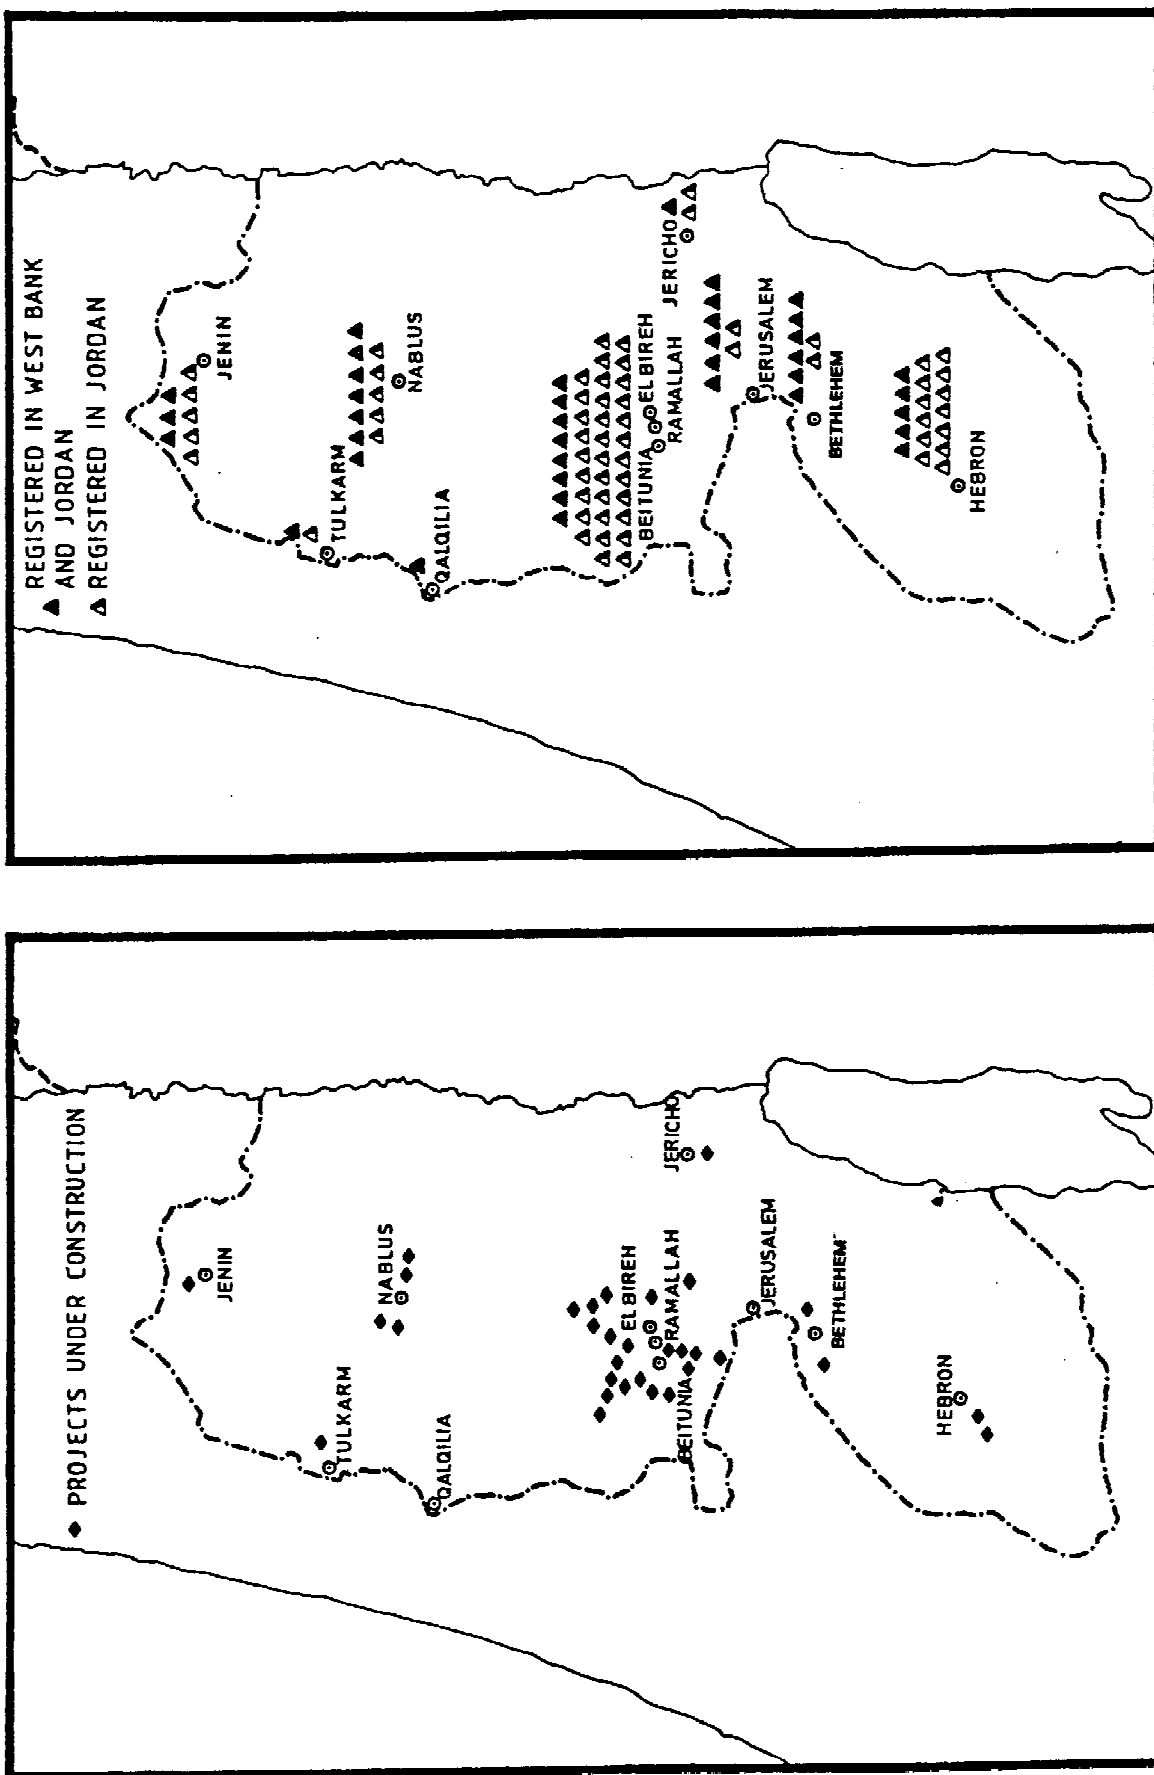 REGISTERED IN WEST BANK
AND JORDAN
REGISTERED IN JORDAN
JENIN
TULKARM
NABLUS
QALQILIA
BEITUNIA
EL BIREH
RAMALLAH
JERICHO
JERUSALEM
BETHLEHEM
HEBRON
PROJECTS UNDER CONSTRUCTION
JENIN
TULKARM
NABLUS
QALQILIA
EL BIREH
RAMALLAH
BEITUNIA
JERICHO
JERUSALEM
BETHLEHEM
HEBRON